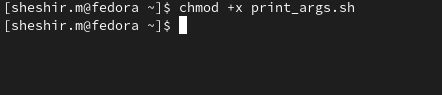 [sheshir.m@fedora ~]$ chmod +x print_args.sh
[sheshir.m@fedora ~]$